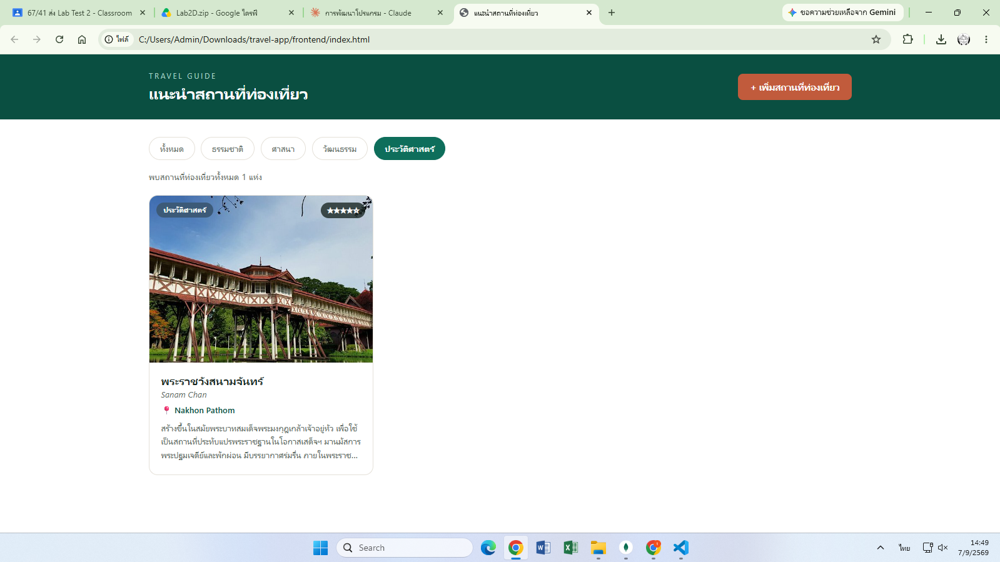 67/41 ส่ง Lab Test 2 - Classroom
Lab2D.zip - Google ไดรฟ์
การพัฒนาโปรแกรม - Claude
แนะนำสถานที่ท่องเที่ยว
ขอความช่วยเหลือจาก Gemini
ไฟล์
C:/Users/Admin/Downloads/travel-app/frontend/index.html
TRAVEL GUIDE
แนะนำสถานที่ท่องเที่ยว
+ เพิ่มสถานที่ท่องเที่ยว
ทั้งหมด
ธรรมชาติ
ศาสนา
วัฒนธรรม
ประวัติศาสตร์
พบสถานที่ท่องเที่ยวทั้งหมด 1 แห่ง
ประวัติศาสตร์
★★★★☆
พระราชวังสนามจันทร์
Sanam Chan
📍 Nakhon Pathom
สร้างขึ้นในสมัยพระบาทสมเด็จพระมงกุฎเกล้าเจ้าอยู่หัว เพื่อใช้
เป็นสถานที่ประทับแปรพระราชฐานในโอกาสเสด็จฯ มานมัสการ
พระปฐมเจดีย์และพักผ่อน มีบรรยากาศร่มรื่น ภายในพระราช...
Search
ไทย
14:49
7/9/2569